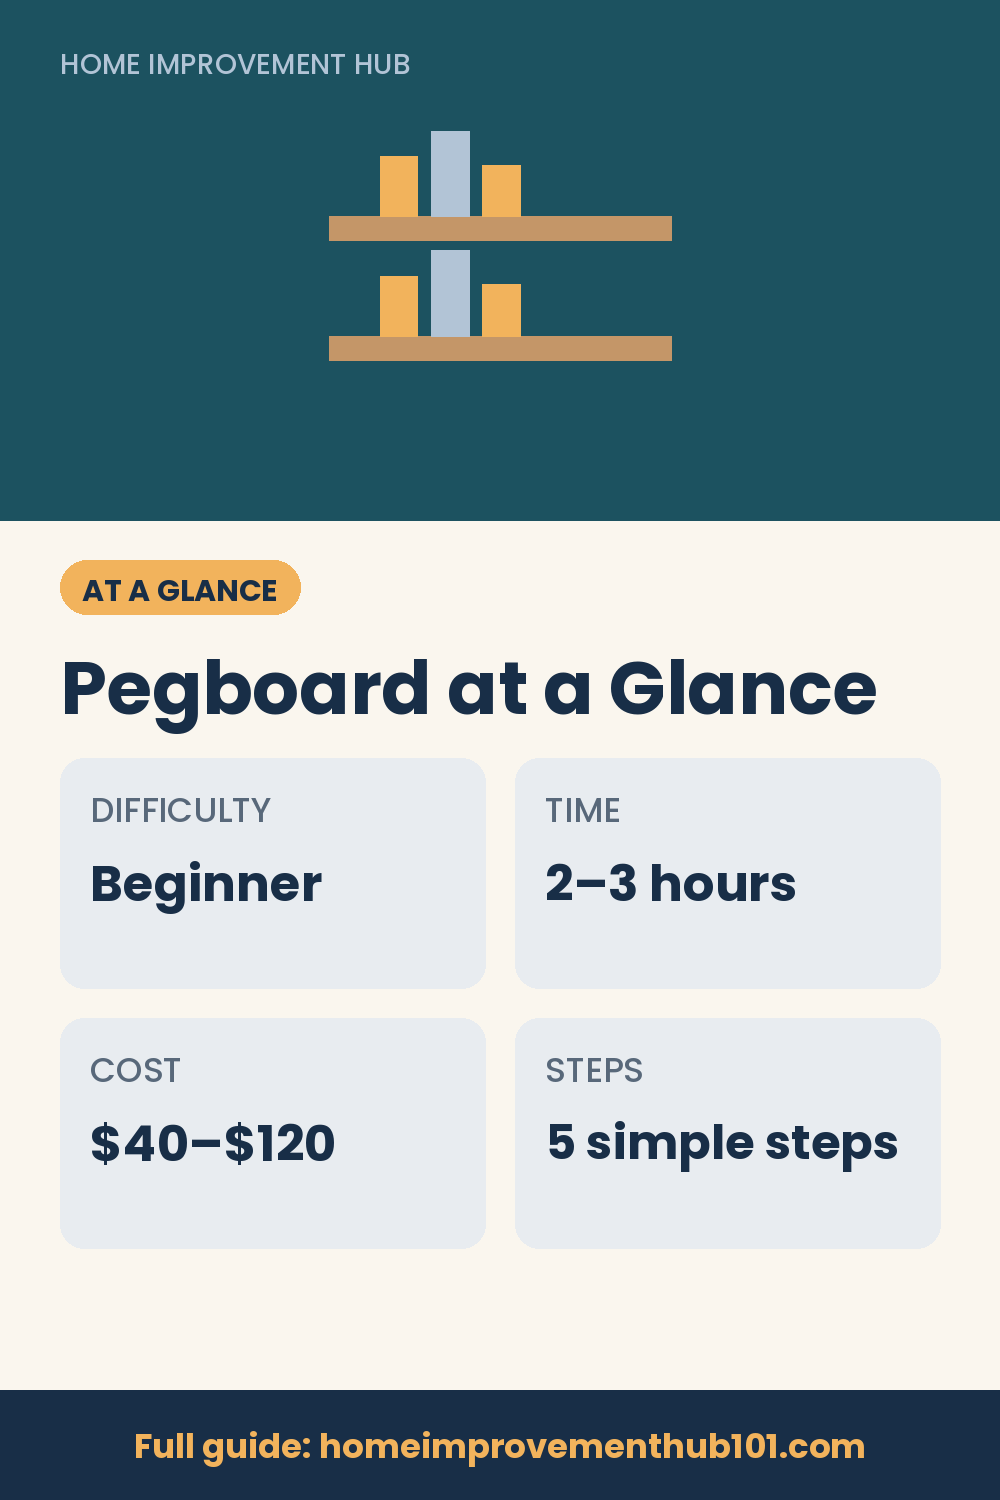 HOME IMPROVEMENT HUB
AT A GLANCE
Pegboard at a Glance
DIFFICULTY
Beginner
TIME
2–3 hours
COST
$40–$120
STEPS
5 simple steps
Full guide: homeimprovementhub101.com